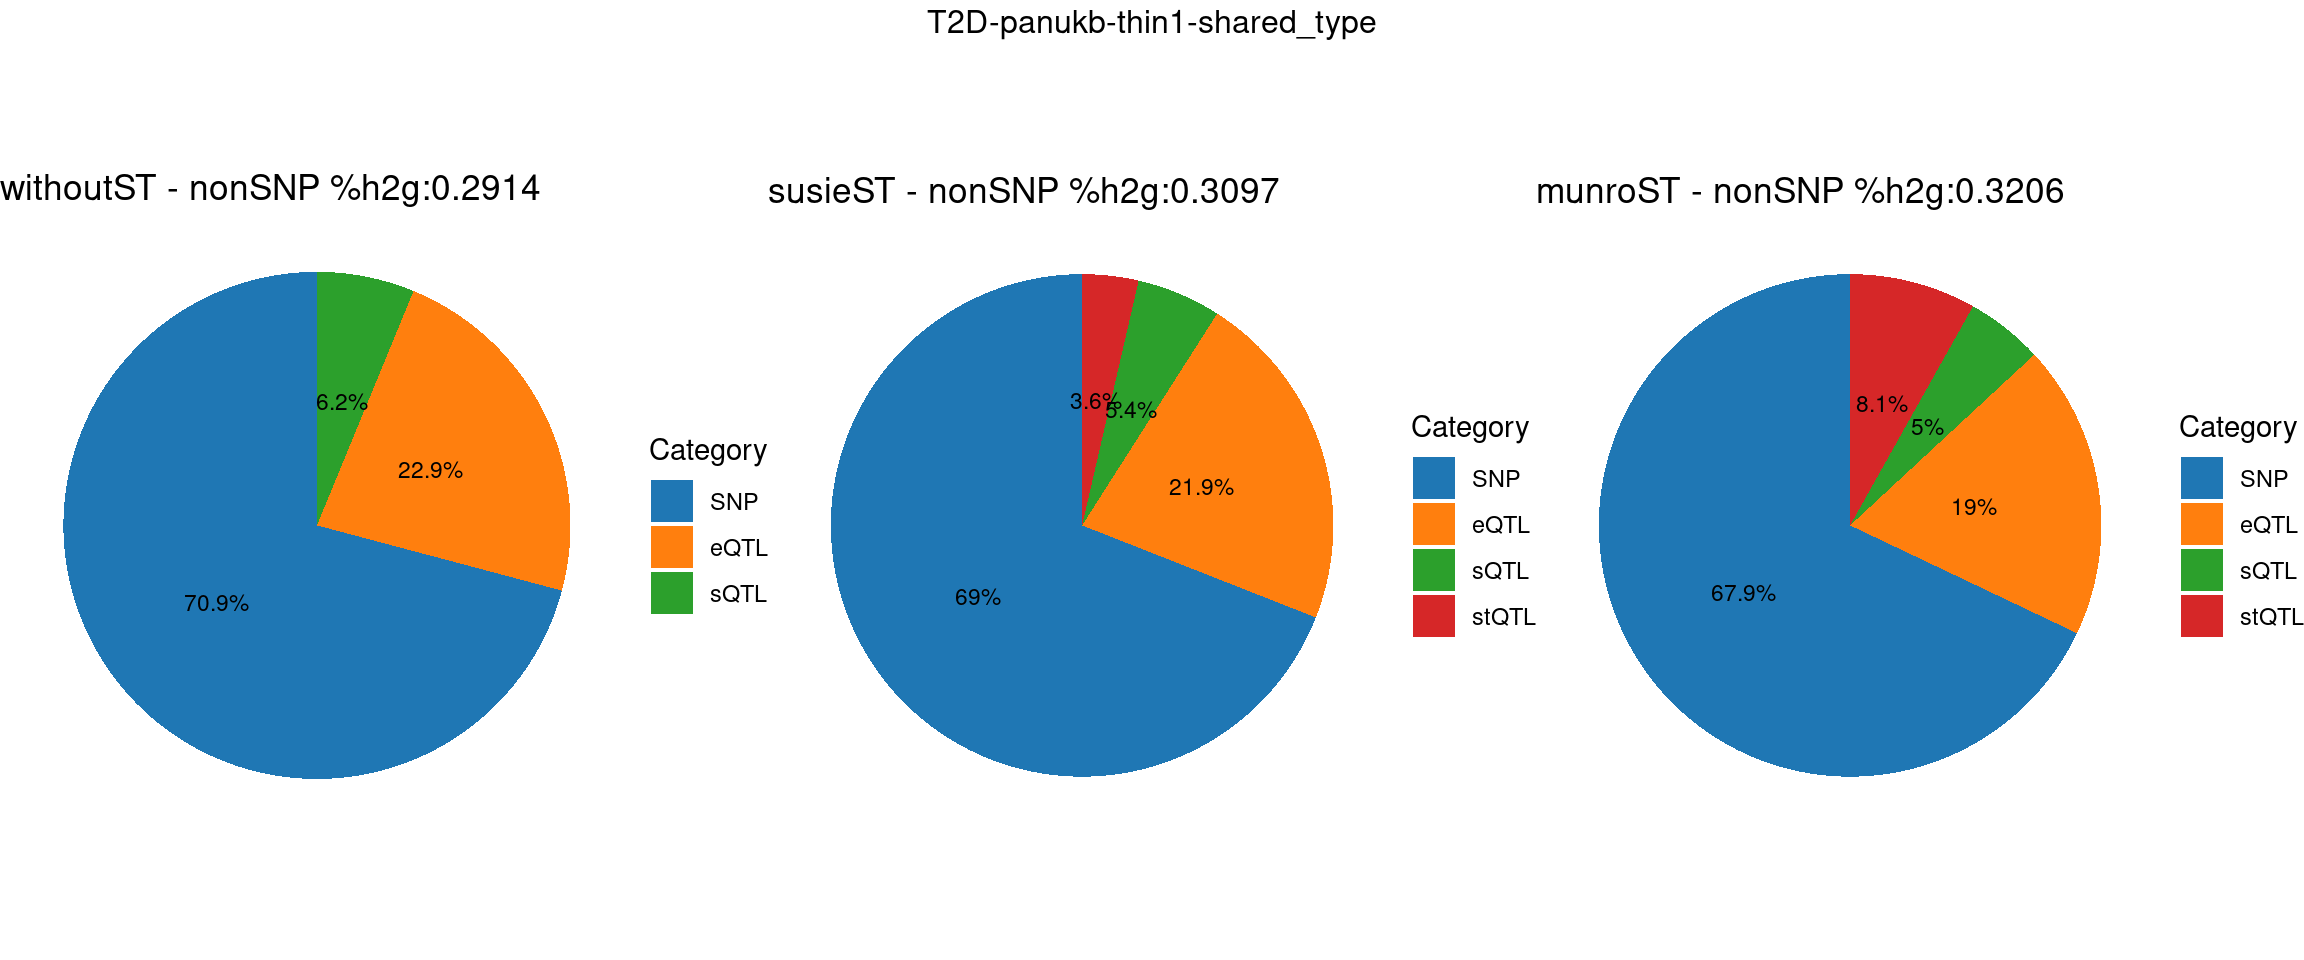 T2D-panukb-thin1-shared_type
withoutST - nonSNP %h2g:0.2914
6.2%
22.9%
70.9%
Category
SNP
eQTL
sQTL
susieST - nonSNP %h2g:0.3097
3.6%
5.4%
21.9%
69%
Category
SNP
eQTL
sQTL
stQTL
munroST - nonSNP %h2g:0.3206
8.1%
5%
19%
67.9%
Category
SNP
eQTL
sQTL
stQTL